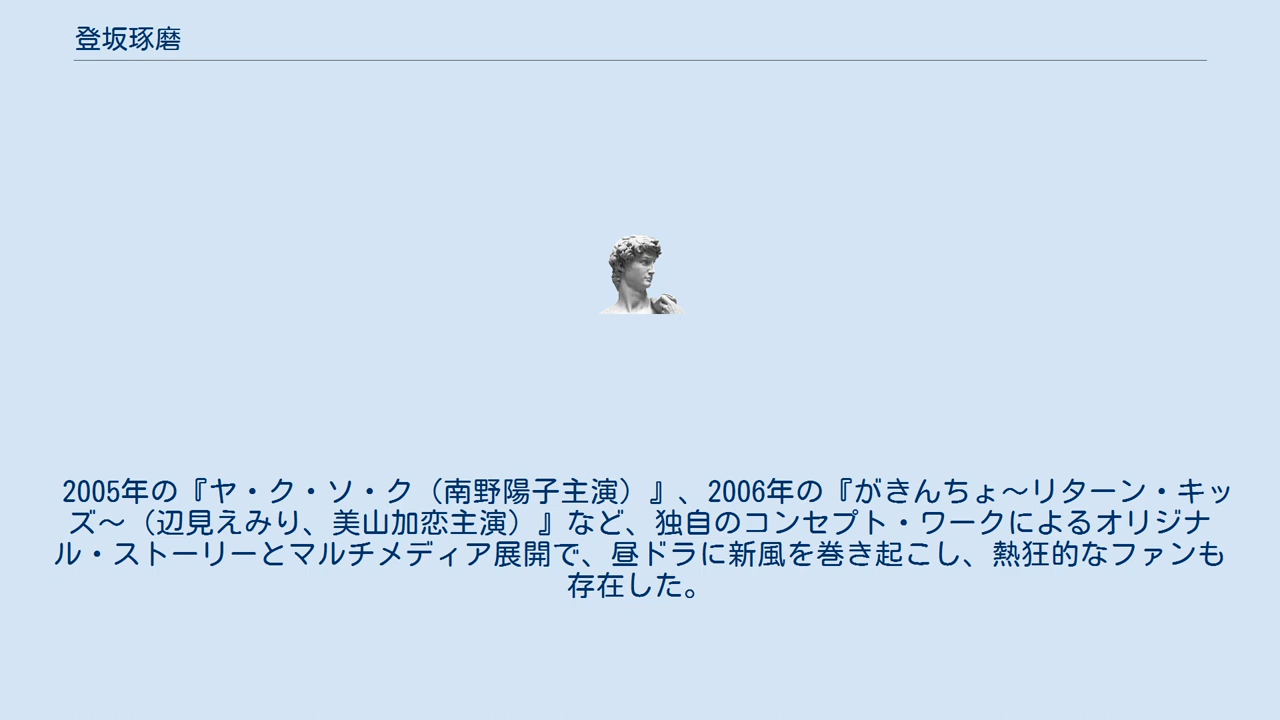 登坂琢磨
2005年の『ヤ・ク・ソ・ク（南野陽子主演）』、2006年の『がきんちょ〜リターン・キッ
ズ〜（辺見えみり、美山加恋主演）』など、独自のコンセプト・ワークによるオリジナ
ル・ストーリーとマルチメディア展開で、昼ドラに新風を巻き起こし、熱狂的なファンも
存在した。